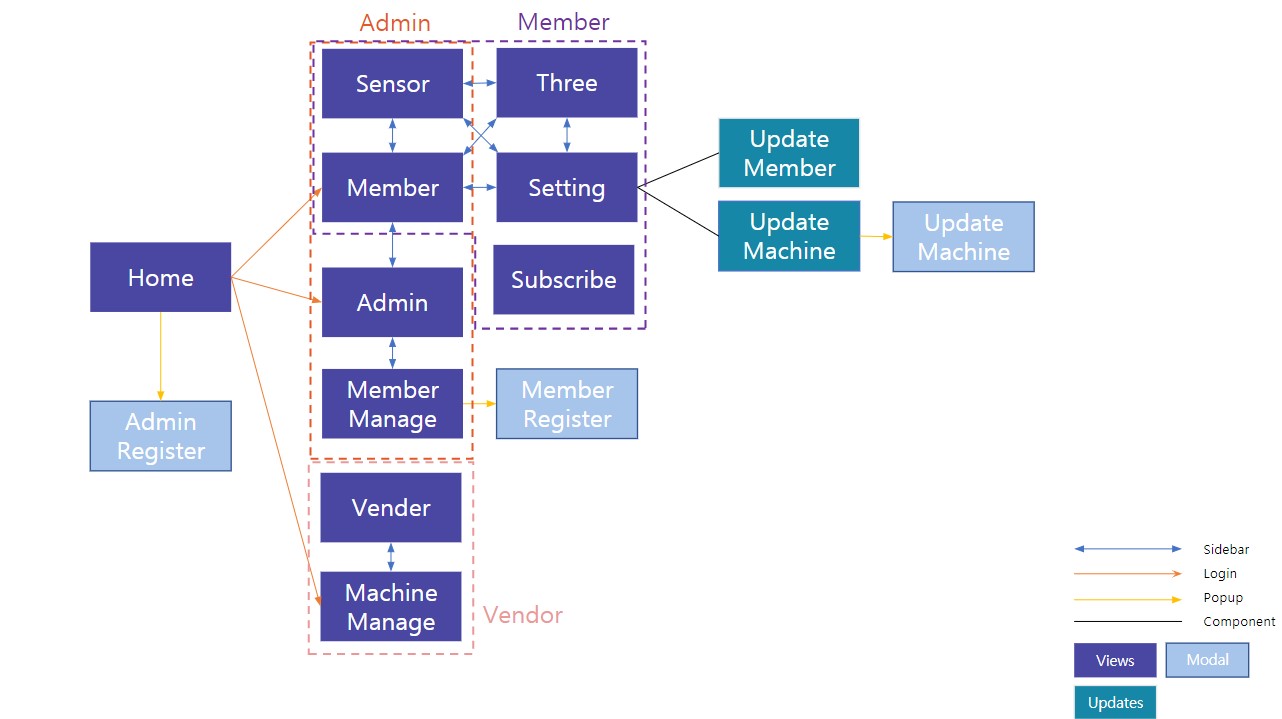 Admin
Member
Sensor
Three
Member
Setting
Update
Member
Update
Machine
Update
Machine
Home
Admin
Subscribe
Admin
Register
Member
Manage
Member
Register
Vender
Machine
Manage
Vendor
Sidebar
Login
Popup
Component
Views
Modal
Updates